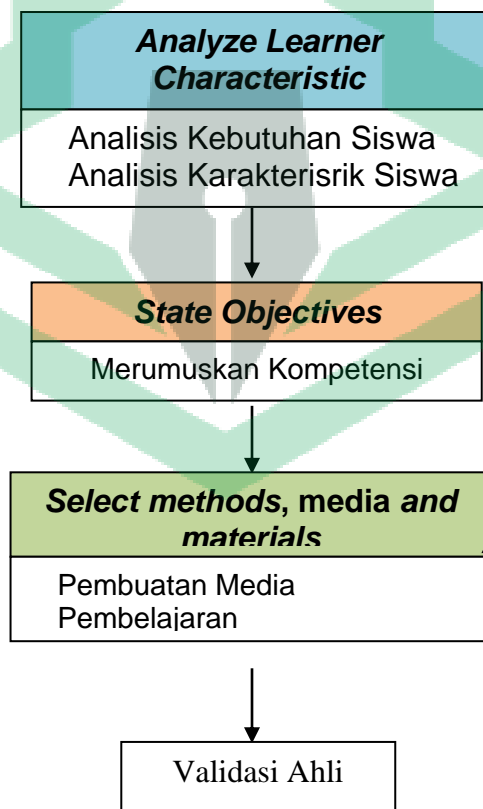 Analyze Learner
Characteristic
Analisis Kebutuhan Siswa
Analisis Karakterisrik Siswa
State Objectives
Merumuskan Kompetensi
Select methods, media and
materials
Pembuatan Media
Pembelajaran
Validasi Ahli